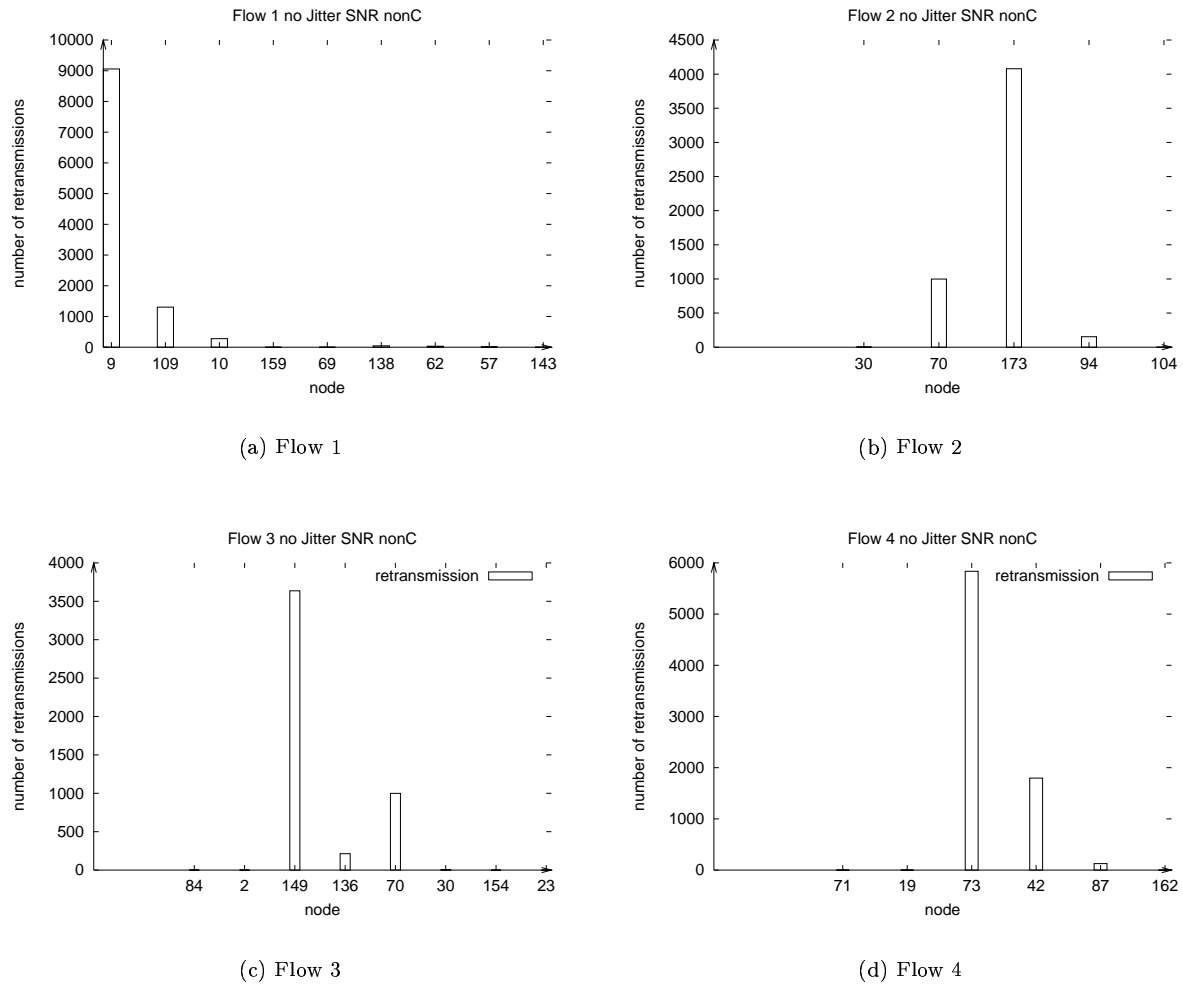 Flow 1 no Jitter SNR nonC
number of retransmissions
10000
9000
8000
7000
6000
5000
4000
3000
2000
1000
0
9 109 10 159 69 138 62 57 143
node
(a) Flow 1
Flow 2 no Jitter SNR nonC
number of retransmissions
4500
4000
3500
3000
2500
2000
1500
1000
500
0
30 70 173 94 104
node
(b) Flow 2
Flow 3 no Jitter SNR nonC
retransmission
number of retransmissions
4000
3500
3000
2500
2000
1500
1000
500
0
84 2 149 136 70 30 154 23
node
(c) Flow 3
Flow 4 no Jitter SNR nonC
retransmission
number of retransmissions
6000
5000
4000
3000
2000
1000
0
71 19 73 42 87 162
node
(d) Flow 4